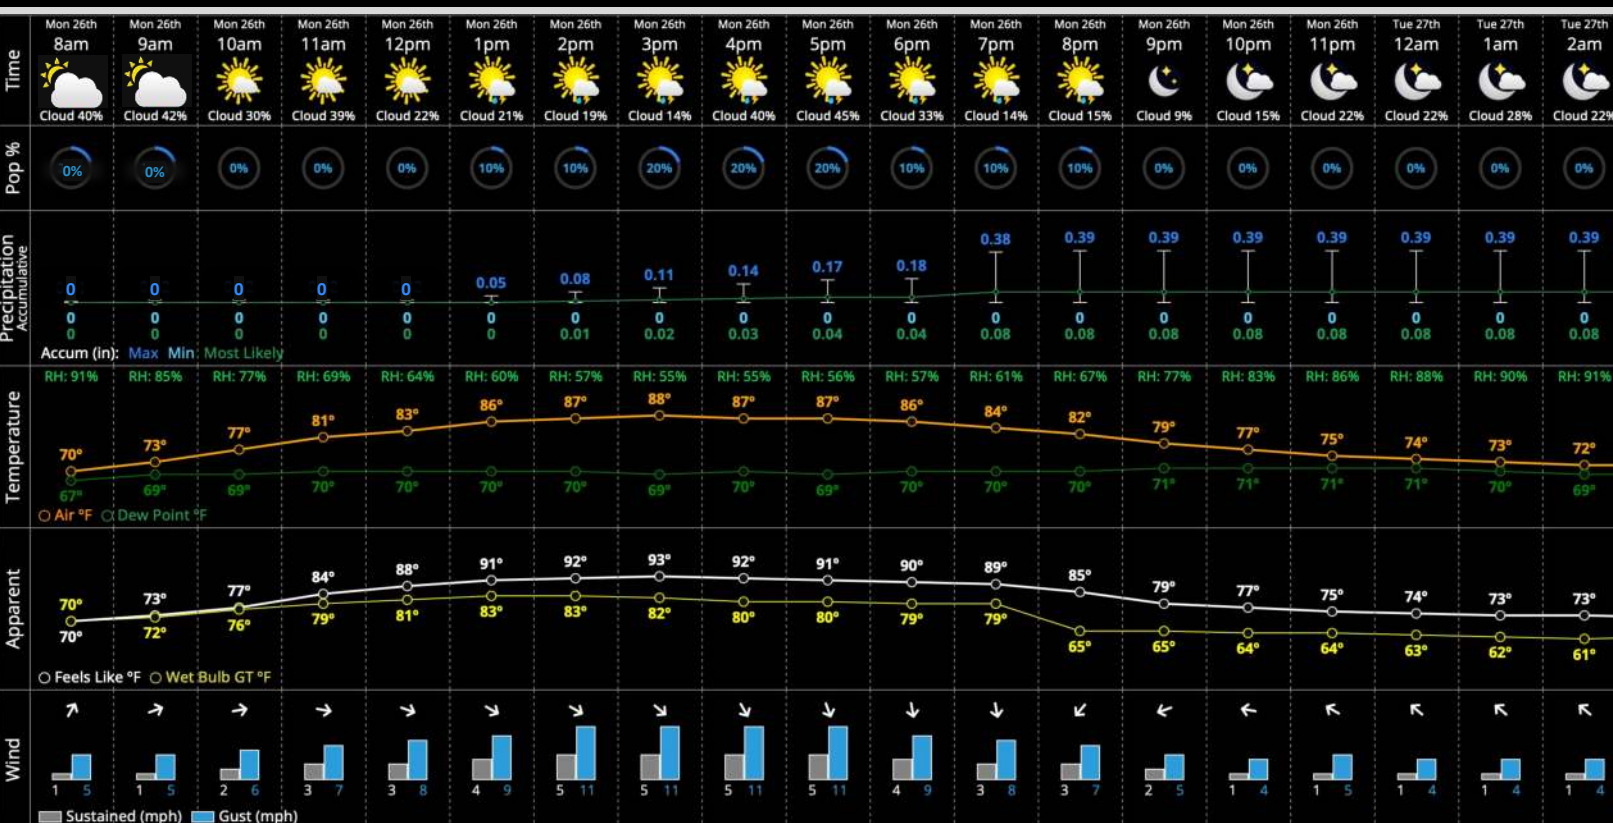 Mon 26th Mon 26th Mon 26th Mon 26th Mon 26th Mon 26th Mon 26th Mon 26th Mon 26th Mon 26th Mon 26th Mon 26th Mon 26th Mon 26th Mon 26th Mon 26th Tue 27th Tue 27th Tue 27th
8am 9am 10am 11am 12pm 1pm 2pm 3pm 4pm 5pm 6pm 7pm 8pm 9pm 10pm 11pm 12am 1am 2am
Time
Cloud 40% Cloud 42% Cloud 30% Cloud 39% Cloud 22% Cloud 21% Cloud 19% Cloud 14% Cloud 40% Cloud 45% Cloud 33% Cloud 14% Cloud 15% Cloud 9% Cloud 15% Cloud 22% Cloud 22% Cloud 28% Cloud 22%
Pop %
0% 0% 0% 0% 0% 10% 10% 20% 20% 20% 10% 10% 10% 0% 0% 0% 0% 0% 0%
Precipitation
Accumulative
0 0 0 0 0 0.05 0.08 0.11 0.14 0.17 0.18 0.38 0.39 0.39 0.39 0.39 0.39 0.39 0.39
0 0 0 0 0 0 0 0 0 0 0 0 0 0 0 0 0 0 0
0 0 0 0 0 0 0.01 0.02 0.03 0.04 0.04 0.08 0.08 0.08 0.08 0.08 0.08 0.08 0.08
Accum (in): Max Min Most Likely
RH: 91% RH: 85% RH: 77% RH: 69% RH: 64% RH: 60% RH: 57% RH: 55% RH: 55% RH: 56% RH: 57% RH: 61% RH: 67% RH: 77% RH: 83% RH: 86% RH: 88% RH: 90% RH: 91%
Temperature
70° 73° 77° 81° 83° 86° 87° 88° 87° 87° 86° 84° 82° 79° 77° 75° 74° 73° 72°
67° 69° 69° 70° 70° 70° 70° 69° 70° 69° 70° 70° 70° 71° 71° 71° 71° 70° 69°
Air °F Dew Point °F
Apparent
70° 73° 77° 84° 88° 91° 92° 93° 92° 91° 90° 89° 85° 79° 77° 75° 74° 73° 73°
70° 72° 76° 79° 81° 83° 83° 82° 80° 80° 79° 79° 65° 65° 64° 64° 63° 62° 61°
Feels Like °F Wet Bulb GT °F
Wind
1 5 1 5 2 6 3 7 3 8 4 9 5 11 5 11 5 11 5 11 4 9 3 8 3 7 2 5 1 4 1 5 1 4 1 4 1 4
Sustained (mph) Gust (mph)